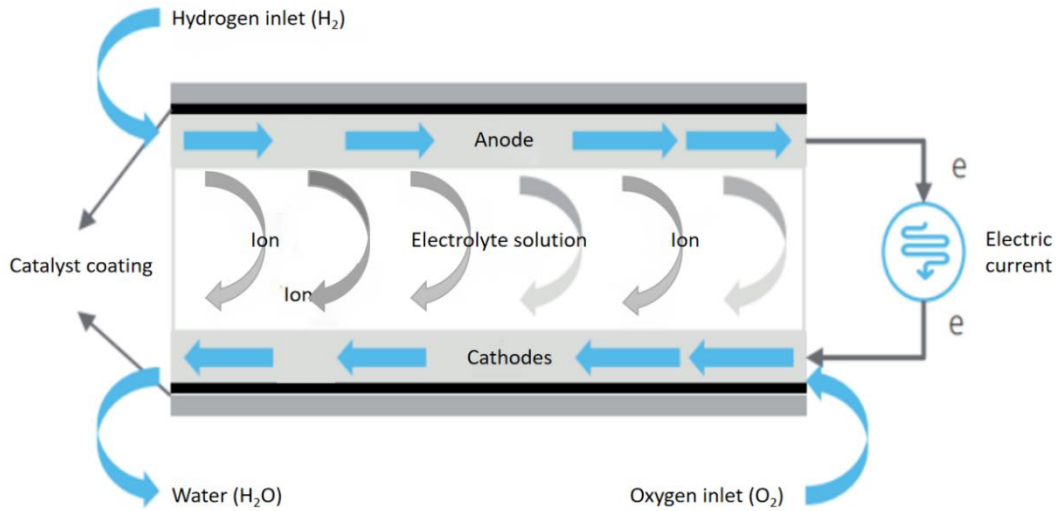 Hydrogen inlet (H₂)
Anode
e
Ion
Electrolyte solution
Ion
Electric
current
Catalyst coating
Ion
e
Cathodes
Water (H₂O)
Oxygen inlet (O₂)